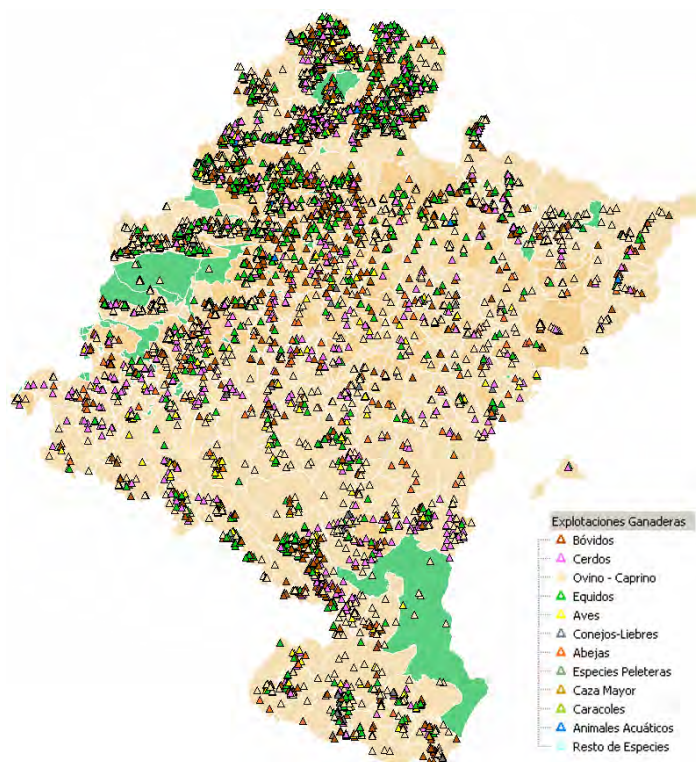 Explotaciones Ganaderas
Bóvidos
Cerdos
Ovino - Caprino
Equidos
Aves
Conejos-Liebres
Abejas
Especies Peleteras
Caza Mayor
Caracoles
Animales Acuáticos
Resto de Especies